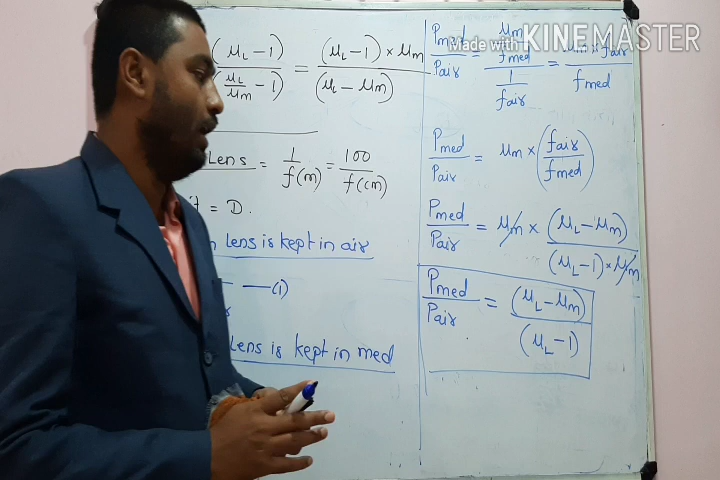 (μL - 1) / (μL/μm - 1) = (μL - 1) × μm / (μL - μm)
Lens = 1/f(m) = 100/f(cm)
= D.
Lens is kept in air
—(1)
Lens is kept in med
Made with KINEMASTER
Pmed/Pair = (μm/fmed) / (1/fair) = μm × fair / fmed
Pmed/Pair = μm × (fair/fmed)
Pmed/Pair = μm × (μL - μm) / (μL - 1) × μm
Pmed/Pair = (μL - μm) / (μL - 1)